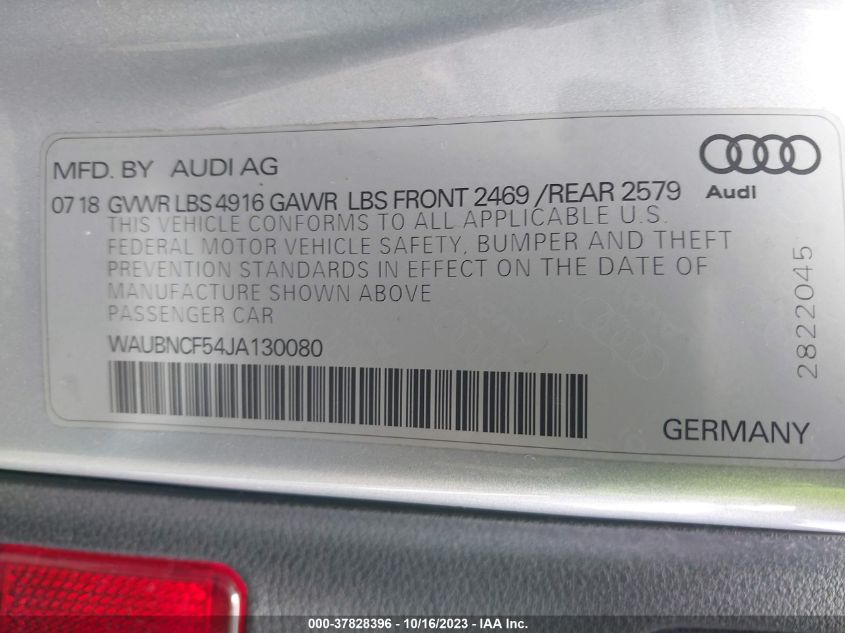 MFD. BY AUDI AG
07 18 GVWR LBS 4916 GAWR LBS FRONT 2469 /REAR 2579
Audi
THIS VEHICLE CONFORMS TO ALL APPLICABLE U.S.
FEDERAL MOTOR VEHICLE SAFETY, BUMPER AND THEFT
PREVENTION STANDARDS IN EFFECT ON THE DATE OF
MANUFACTURE SHOWN ABOVE
PASSENGER CAR
WAUBNCF54JA130080
2822045
GERMANY
000-37828396 - 10/16/2023 - IAA Inc.